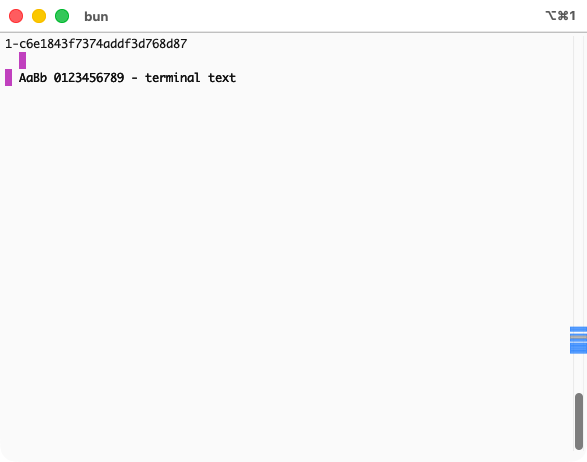 bun
⌥⌘1
1-c6e1843f7374addf3d768d87
AaBb 0123456789 - terminal text